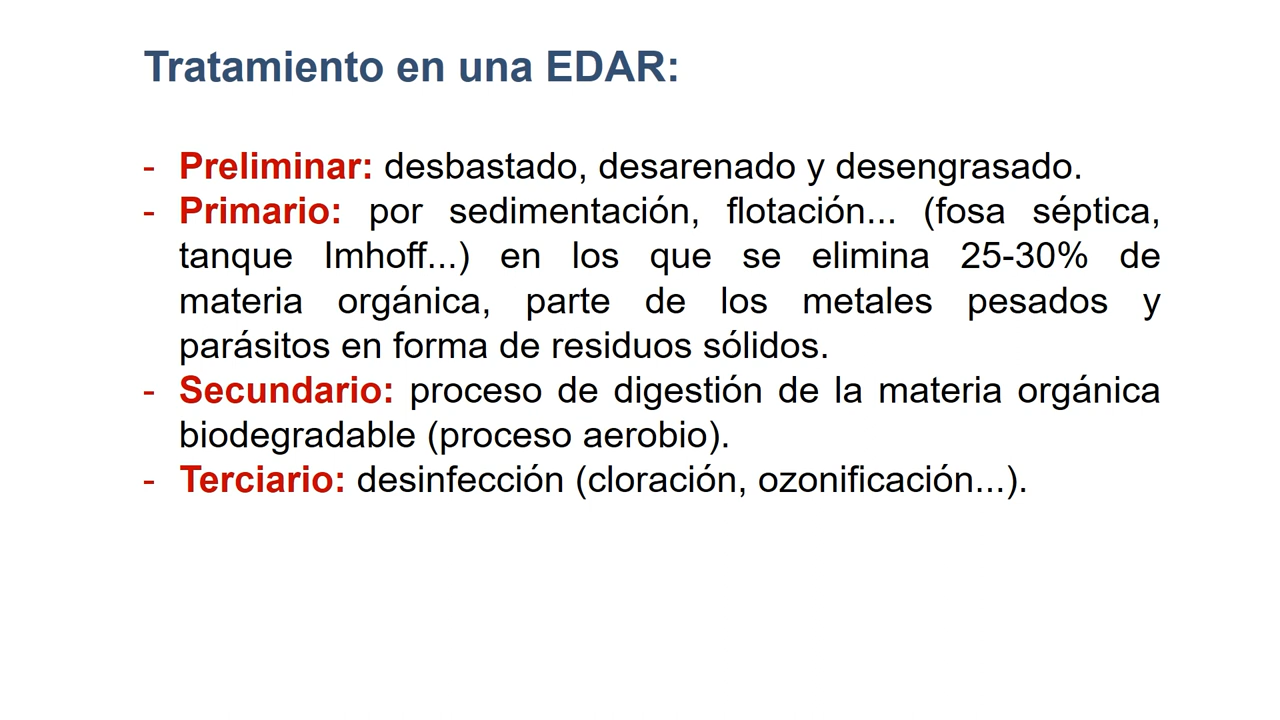 Tratamiento en una EDAR:
- Preliminar: desbastado, desarenado y desengrasado.
- Primario: por sedimentación, flotación... (fosa séptica,
tanque Imhoff...) en los que se elimina 25-30% de
materia orgánica, parte de los metales pesados y
parásitos en forma de residuos sólidos.
- Secundario: proceso de digestión de la materia orgánica
biodegradable (proceso aerobio).
- Terciario: desinfección (cloración, ozonificación...).